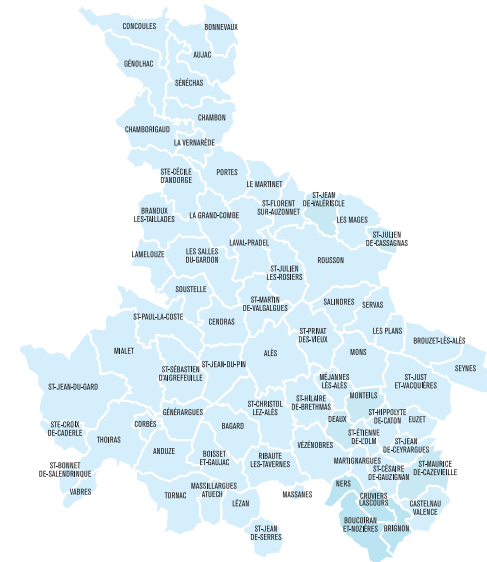 CONCOULES
BONNEVAUX
AUJAC
GÉNOLHAC
SÉNÉCHAS
CHAMBON
CHAMBORIGAUD
LA VERNARÈDE
STE-CÉCILE
D'ANDORGE
PORTES
LE MARTINET
ST-JEAN
DE-VALÉRISCLE
ST-FLORENT
SUR-AUZONNET
BRANOUX
LES-TAILLADES
LA GRAND-COMBE
LES MAGES
ST-JULIEN
DE-CASSAGNAS
LAVAL-PRADEL
LAMELOUZE
LES SALLES
DU-GARDON
ROUSSON
ST-JULIEN
LES-ROSIERS
SOUSTELLE
ST-MARTIN
DE-VALGALGUES
SALINDRES
SERVAS
ST-PAUL-LA-COSTE
CENDRAS
ST-PRIVAT
DES-VIEUX
LES PLANS
BROUZET-LÈS-ALÈS
MIALET
ALÈS
MONS
ST-JEAN-DU-PIN
ST-SÉBASTIEN
D'AIGREFEUILLE
SEYNES
MÉJANNES
LÈS-ALÈS
ST-JUST
ET-VACQUIÈRES
ST-JEAN-DU-GARD
MONTEILS
ST-HILAIRE
DE-BRETHMAS
ST-CHRISTOL
LEZ-ALÈS
GÉNÉRARGUES
ST-HIPPOLYTE
DE-CATON
EUZET
DEAUX
STE-CROIX
DE-CADERLE
CORBÈS
BAGARD
THOIRAS
ST-ÉTIENNE
DE-L'OLM
ST-JEAN
DE-CEYRARGUES
VÉZÉNOBRES
ANDUZE
BOISSET
ET-GAUJAC
RIBAUTE
LES-TAVERNES
MARTIGNARGUES
ST-BONNET
DE-SALENDRINQUE
ST-CÉSAIRE
DE-GAUZIGNAN
ST-MAURICE
DE-CAZEVIEILLE
NERS
VABRES
TORNAC
MASSILLARGUES
ATUECH
MASSANES
CRUVIERS
LASCOURS
LÉZAN
CASTELNAU
VALENCE
BOUCOIRAN
ET-NOZIÈRES
BRIGNON
ST-JEAN
DE-SERRES